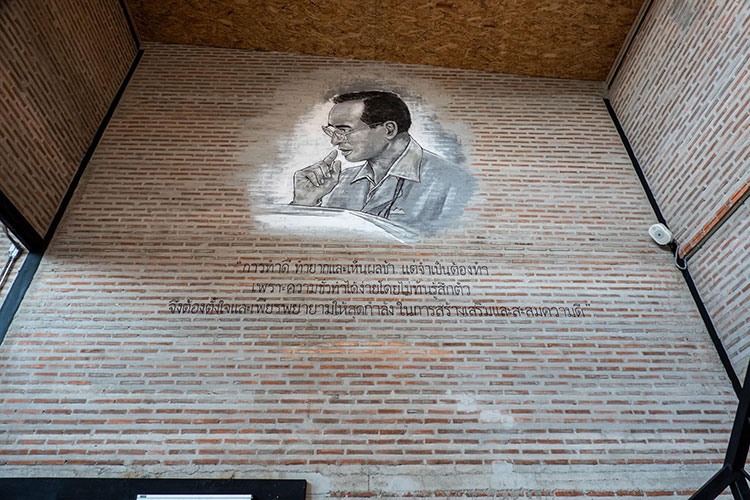 "การทำดี ทำยากและเห็นผลช้า แต่จำเป็นต้องทำ
เพราะความชั่วทำได้ง่ายโดยไม่ทันรู้สึกตัว
จึงต้องตั้งใจและเพียรพยายามให้สุดกำลัง ในการสร้างเสริมและสะสมความดี"